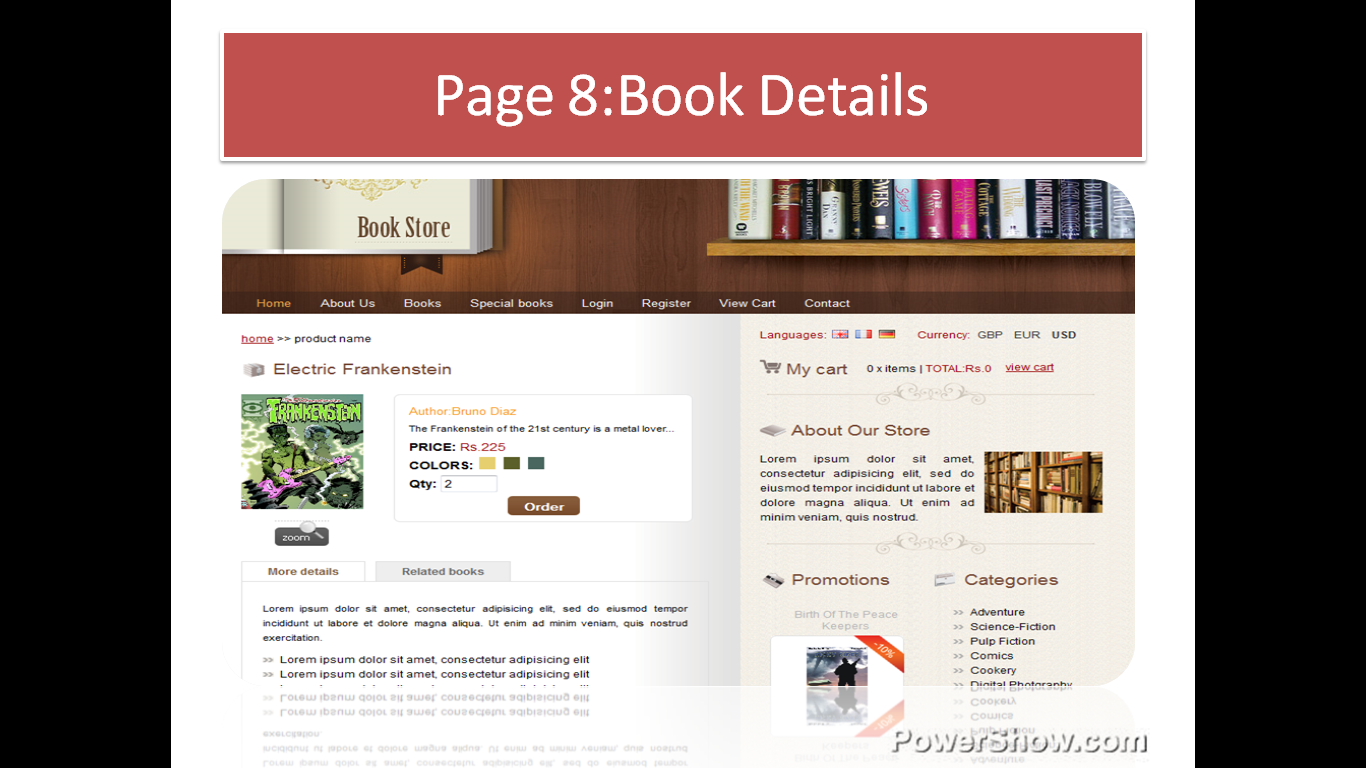 Page 8:Book Details
Book Store
Home About Us Books Special books Login Register View Cart Contact
home >> product name
Electric Frankenstein
FRANKENSTEIN
Author:Bruno Diaz
The Frankenstein of the 21st century is a metal lover...
PRICE: Rs.225
COLORS:
Qty: 2
Order
zoom
More details Related books
Lorem ipsum dolor sit amet, consectetur adipisicing elit, sed do eiusmod tempor
incididunt ut labore et dolore magna aliqua. Ut enim ad minim veniam, quis nostrud
exercitation.
>> Lorem ipsum dolor sit amet, consectetur adipisicing elit
>> Lorem ipsum dolor sit amet, consectetur adipisicing elit
Languages: Currency: GBP EUR USD
My cart 0 x items | TOTAL:Rs.0 view cart
About Our Store
Lorem ipsum dolor sit amet,
consectetur adipisicing elit, sed do
eiusmod tempor incididunt ut labore et
dolore magna aliqua. Ut enim ad
minim veniam, quis nostrud.
Promotions
Birth Of The Peace
Keepers
-10%
Categories
>> Adventure
>> Science-Fiction
>> Pulp Fiction
>> Comics
>> Cookery
>> Digital Photography
PowerShow.com